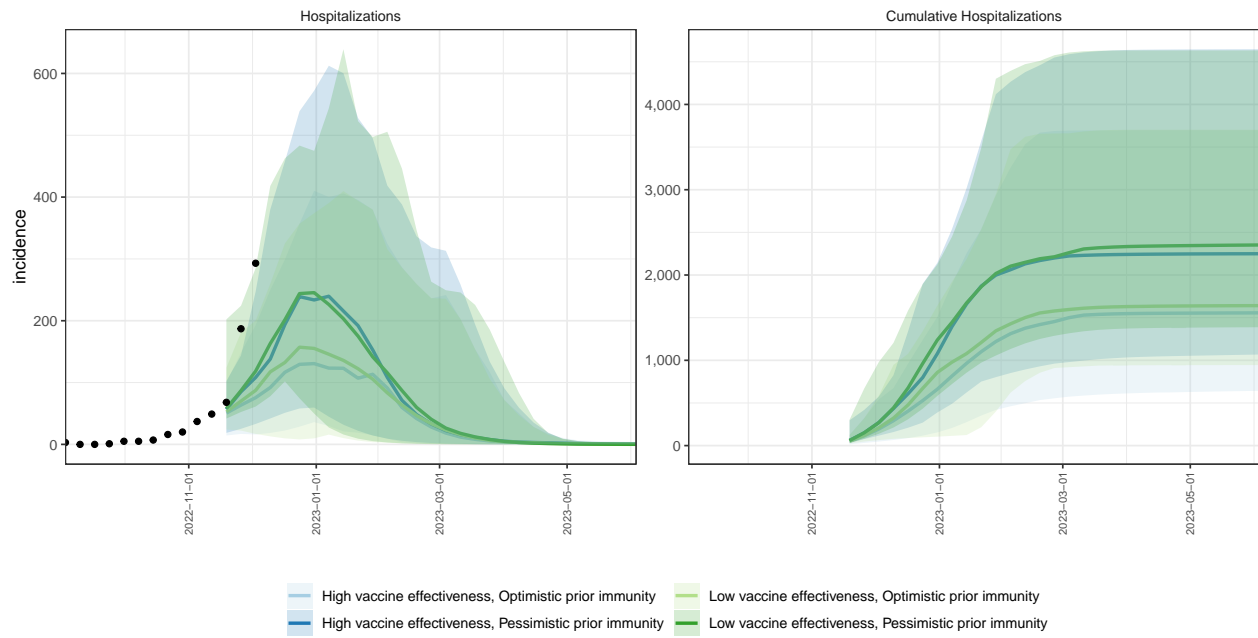 Hospitalizations
Cumulative Hospitalizations
incidence
600
400
200
0
2022−11−01
2023−01−01
2023−03−01
2023−05−01
4,000
3,000
2,000
1,000
0
2022−11−01
2023−01−01
2023−03−01
2023−05−01
High vaccine effectiveness, Optimistic prior immunity
Low vaccine effectiveness, Optimistic prior immunity
High vaccine effectiveness, Pessimistic prior immunity
Low vaccine effectiveness, Pessimistic prior immunity